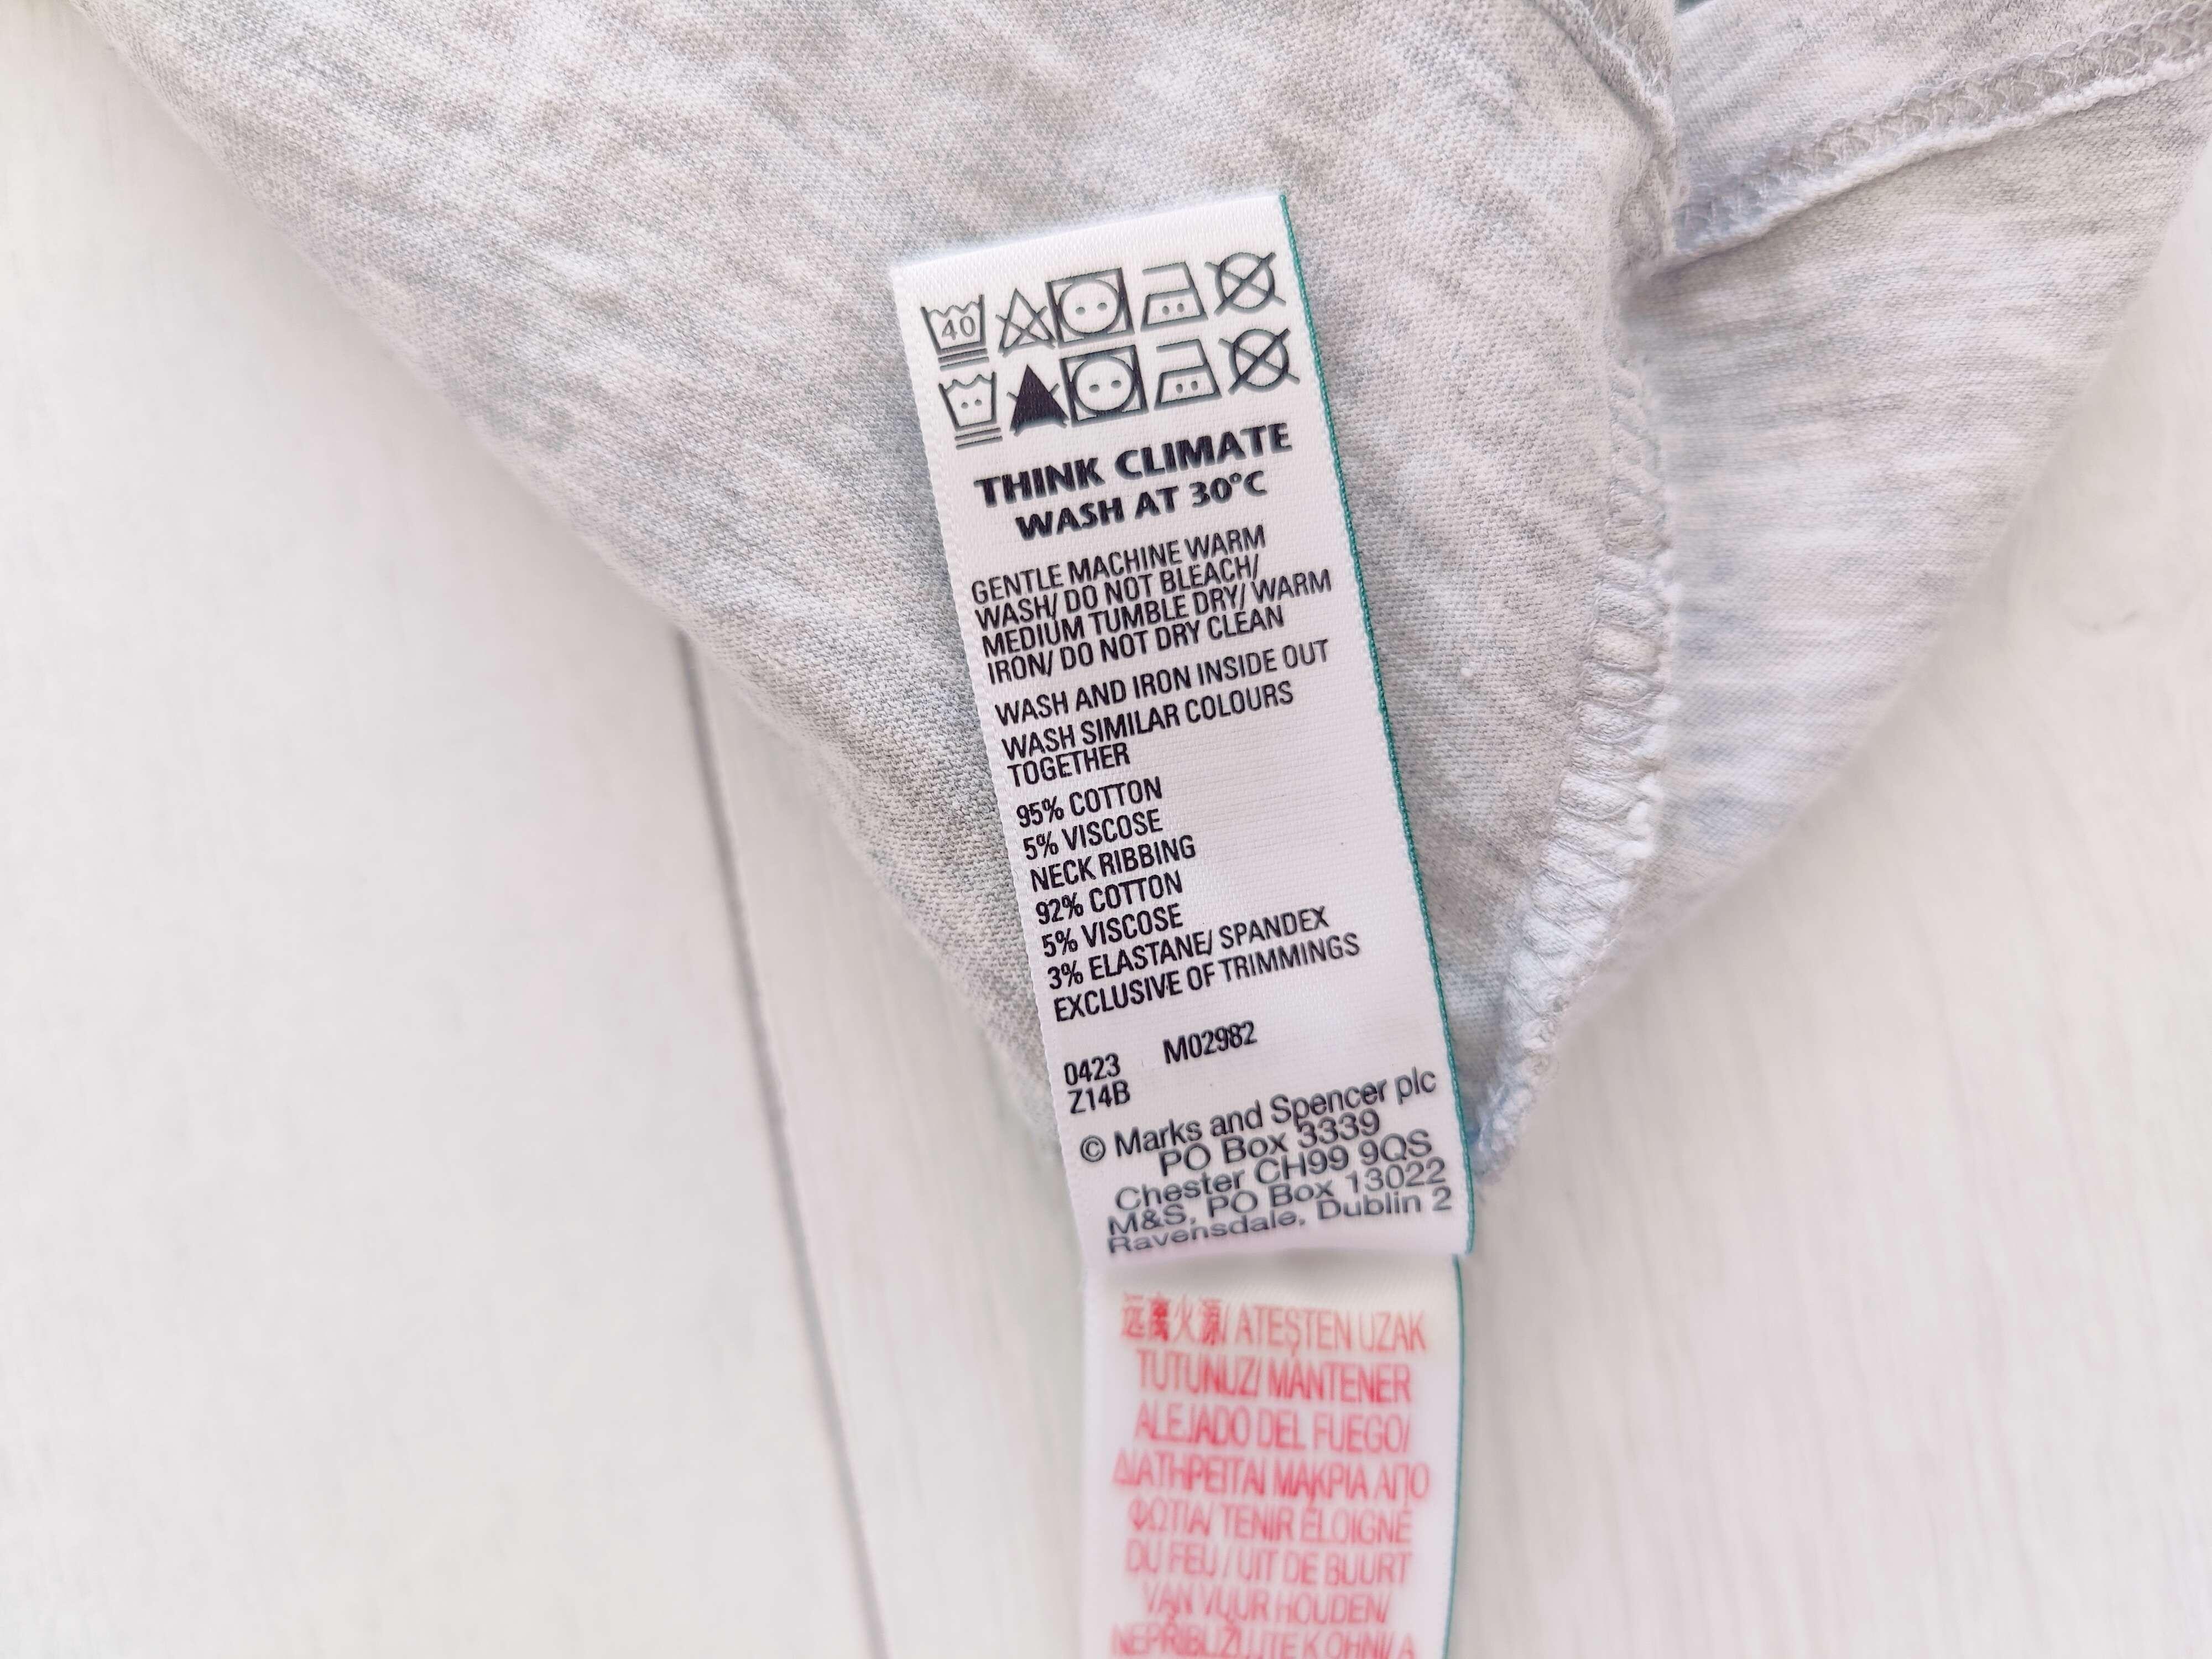 40
THINK CLIMATE
WASH AT 30°C
GENTLE MACHINE WARM
WASH/ DO NOT BLEACH/
MEDIUM TUMBLE DRY/ WARM
IRON/ DO NOT DRY CLEAN
WASH AND IRON INSIDE OUT
WASH SIMILAR COLOURS
TOGETHER
95% COTTON
5% VISCOSE
NECK RIBBING
92% COTTON
5% VISCOSE
3% ELASTANE/ SPANDEX
EXCLUSIVE OF TRIMMINGS
0423 M02982
Z14B
© Marks and Spencer plc
PO Box 3339
Chester CH99 9QS
M&S, PO Box 13022
Ravensdale, Dublin 2
远离火源/ ATEŞTEN UZAK
TUTUNUZ/ MANTENER
ALEJADO DEL FUEGO/
ΔΙΑΤΗΡΕΙΤΑΙ ΜΑΚΡΙΑ ΑΠΟ
ΦΩΤΙΑ/ TENIR ÉLOIGNÉ
DU FEU / UIT DE BUURT
VAN VUUR HOUDEN/
NEPŘIBLIŽUJTE K OHNI/ A